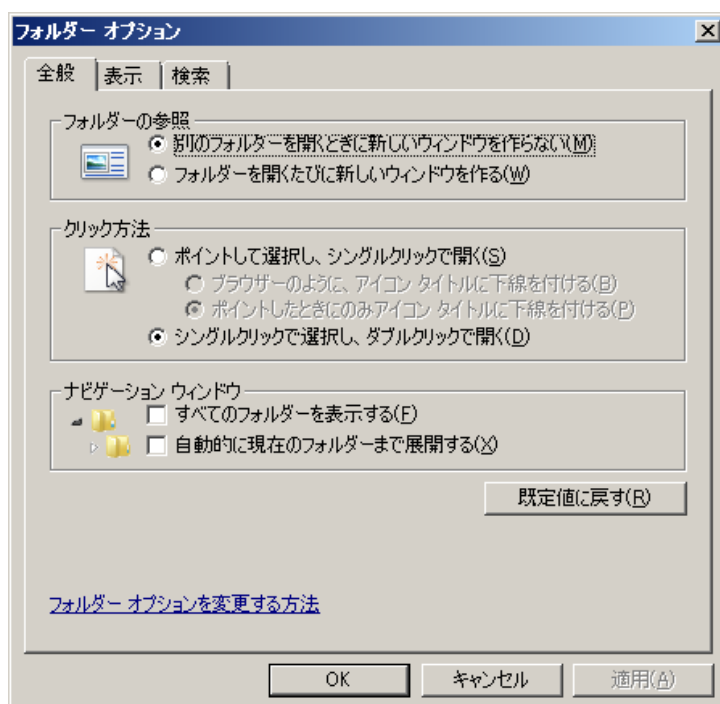 フォルダー オプション
全般 表示 検索
フォルダーの参照
別のフォルダーを開くときに新しいウィンドウを作らない(M)
フォルダーを開くたびに新しいウィンドウを作る(W)
クリック方法
ポイントして選択し、シングルクリックで開く(S)
ブラウザーのように、アイコン タイトルに下線を付ける(B)
ポイントしたときにのみアイコン タイトルに下線を付ける(P)
シングルクリックで選択し、ダブルクリックで開く(D)
ナビゲーション ウィンドウ
すべてのフォルダーを表示する(F)
自動的に現在のフォルダーまで展開する(X)
既定値に戻す(R)
フォルダー オプションを変更する方法
OK キャンセル 適用(A)